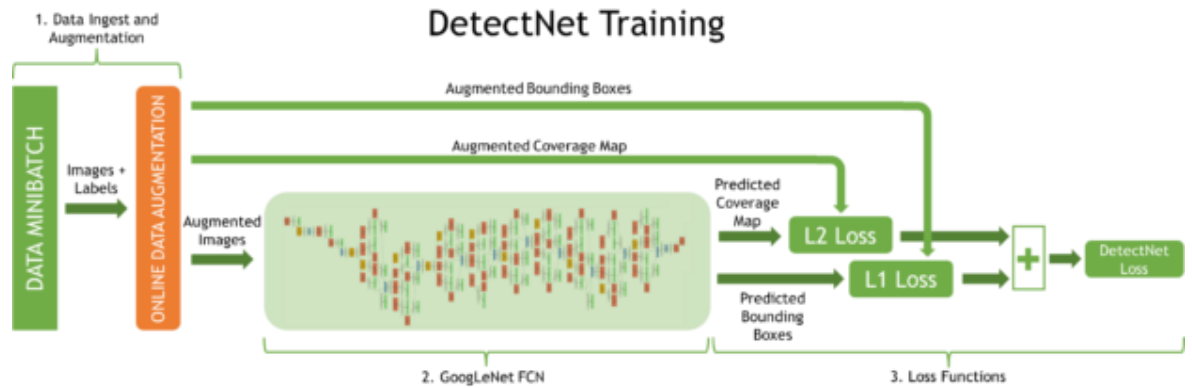 DetectNet Training
1. Data Ingest and
Augmentation
DATA MINIBATCH
Images +
Labels
ONLINE DATA AUGMENTATION
Augmented Bounding Boxes
Augmented Coverage Map
Augmented
Images
Predicted
Coverage
Map
L2 Loss
L1 Loss
Predicted
Bounding
Boxes
+
DetectNet
Loss
2. GoogLeNet FCN
3. Loss Functions